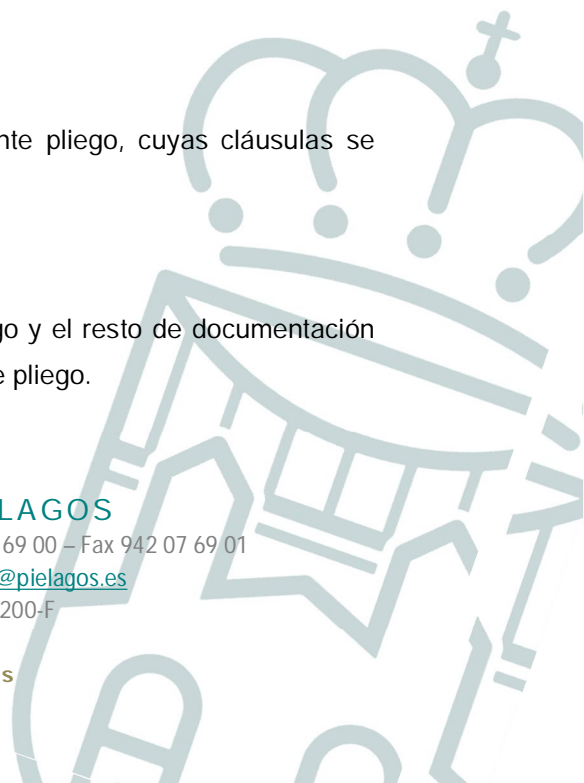 nte pliego, cuyas cláusulas se
go y el resto de documentación
e pliego.
LAGOS
69 00 – Fax 942 07 69 01
@pielagos.es
200-F
s